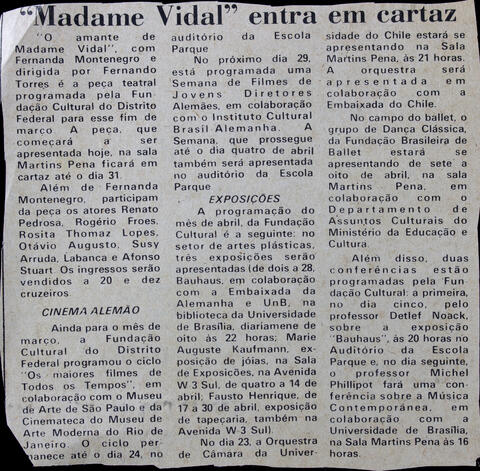 "Madame Vidal" entra em cartaz
"O amante de
Madame Vidal", com
Fernanda Montenegro e
dirigida por Fernando
Torres é a peça teatral
programada pela Fun-
dação Cultural do Distrito
Federal para esse fim de
março. A peça, que
começará a ser
apresentada hoje, na sala
Martins Pena ficará em
cartaz até o dia 31.
Além de Fernanda
Montenegro, participam
da peça os atores Renato
Pedrosa, Rogério Froes,
Rosita Thomaz Lopes,
Otávio Augusto, Susy
Arruda, Labanca e Afonso
Stuart. Os ingressos serão
vendidos a 20 e dez
cruzeiros.
CINEMA ALEMÃO
Ainda para o mês de
março, a Fundação
Cultural do Distrito
Federal programou o ciclo
"Os maiores filmes de
Todos os Tempos", em
colaboração com o Museu
de Arte de São Paulo e da
Cinemateca do Museu de
Arte Moderna do Rio de
Janeiro. O ciclo per-
manece até o dia 24, no
auditório da Escola
Parque
No próximo dia 29,
está programada uma
Semana de Filmes de
Jovens Diretores
Alemães, em colaboração
com o Instituto Cultural
Brasil Alemanha. A
Semana, que prossegue
até o dia quatro de abril
também será apresentada
no auditório da Escola
Parque
EXPOSIÇÕES
A programação do
mês de abril, da Fundação
Cultural é a seguinte: no
setor de artes plásticas,
três exposições serão
apresentadas (de dois a 28,
Bauhaus, em colaboração
com a Embaixada da
Alemanha e UnB, na
biblioteca da Universidade
de Brasília, diariamene de
oito às 22 horas; Marie
Auguste Kaufmann, ex-
posição de jóias, na Sala
de Exposições, na Avenida
W-3 Sul, de quatro a 14 de
abril; Fausto Henrique, de
17 a 30 abril, exposição
de tapeçaria, também na
Avenida W-3 Sul).
No dia 23, a Orquestra
de Câmara da Univer-
sidade do Chile estará se
apresentando na Sala
Martins Pena, às 21 horas.
A orquestra será
apresentada em
colaboração com a
Embaixada do Chile.
No campo do ballet, o
grupo de Dança Clássica,
da Fundação Brasileira de
Ballet estará se
apresentando de sete a
oito de abril, na sala
Martins Pena, em
colaboração com o
Departamento de
Assuntos Culturais do
Ministério da Educação e
Cultura.
Além disso, duas
conferências estão
programadas pela Fun-
dação Cultural: a primeira,
no dia cinco, pelo
professor Detlef Noack,
sobre a exposição
"Bauhaus", às 20 horas no
Auditório da Escola
Parque e, no dia seguinte,
o professor Michel
Phillipot fará uma con-
ferência sobre a Música
Contemporânea, em
colaboração com a
Universidade de Brasília,
na Sala Martins Pena às 16
horas.